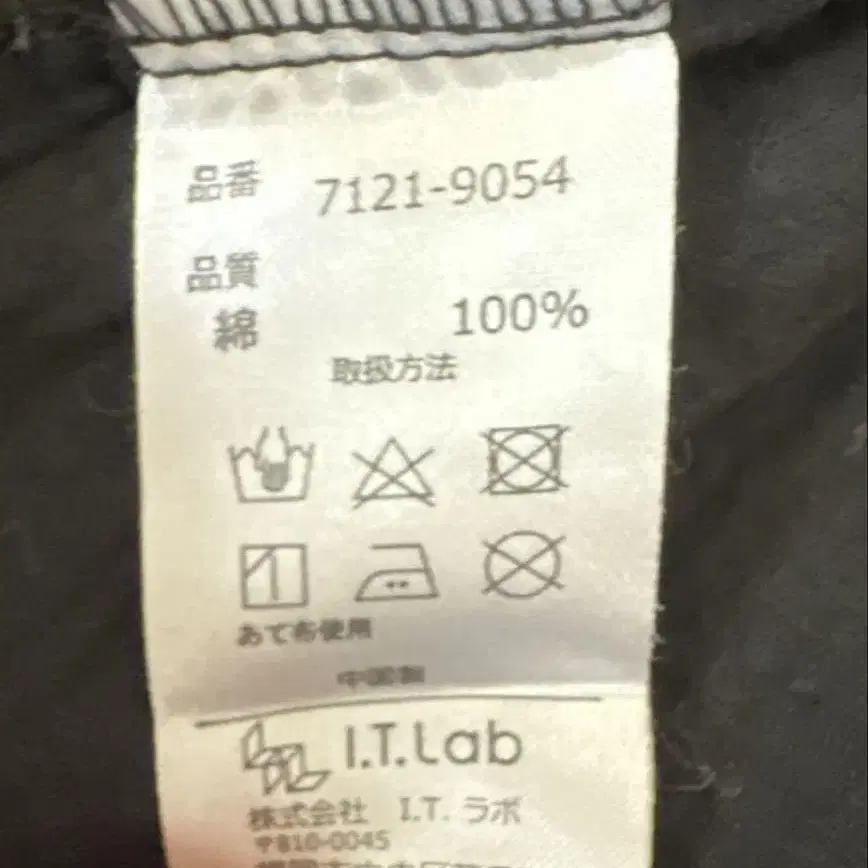 品番 7121-9054
品質
綿 100%
取扱方法
あて布使用
中国製
I.T.Lab
株式会社 I.T. ラボ
〒810-0045